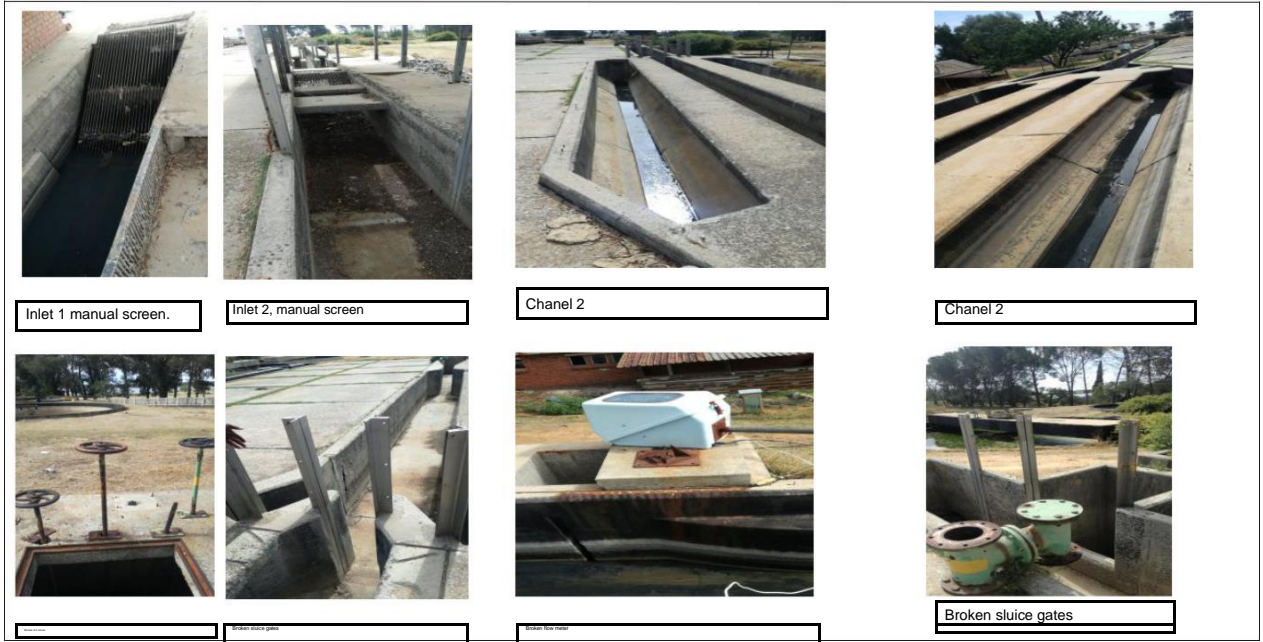 Inlet 1 manual screen.
Inlet 2, manual screen
Chanel 2
Chanel 2
Broken sluice gates
Broken flow meter
Broken sluice gates